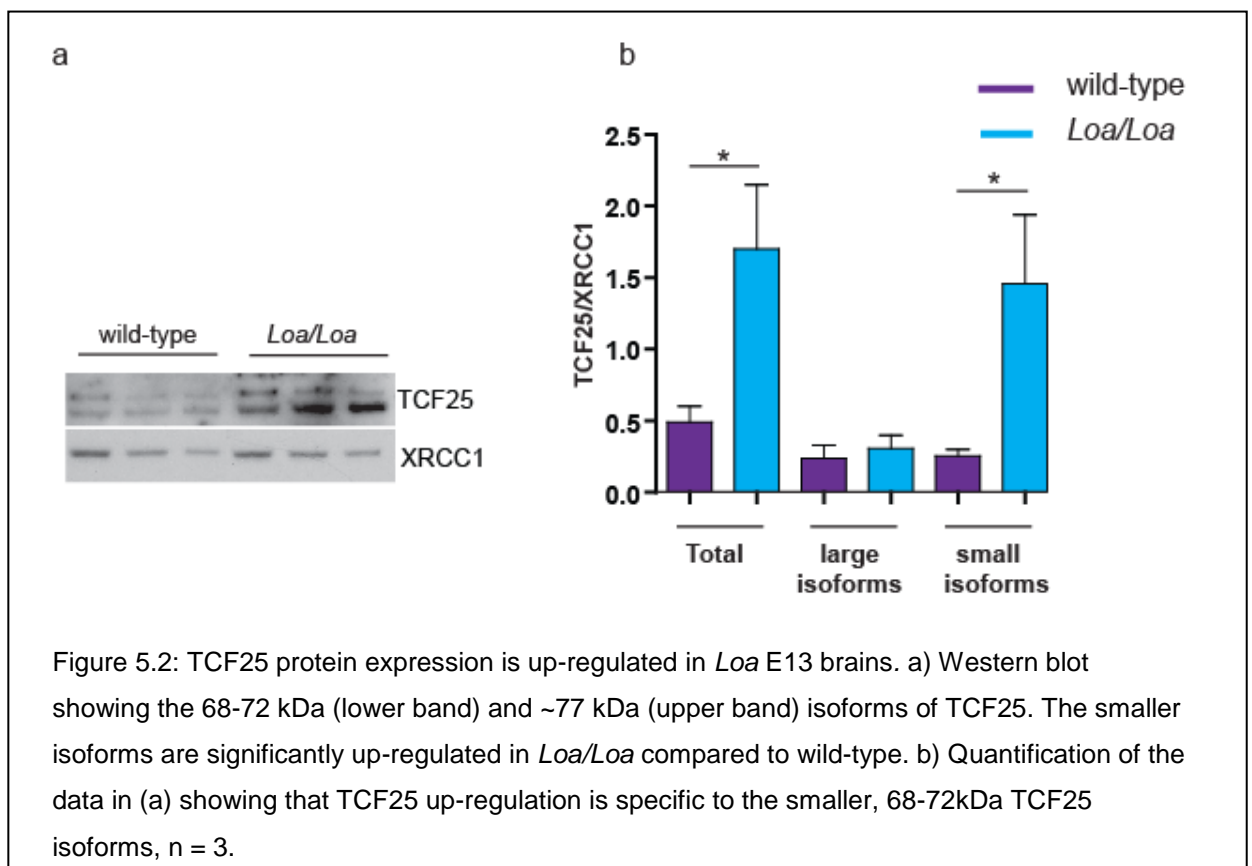 a
b
wild-type
Loa/Loa
2.5
2.0
1.5
1.0
0.5
0.0
TCF25/XRCC1
*
*
Total
large
isoforms
small
isoforms
wild-type
Loa/Loa
TCF25
XRCC1
Figure 5.2: TCF25 protein expression is up-regulated in Loa E13 brains. a) Western blot
showing the 68-72 kDa (lower band) and ~77 kDa (upper band) isoforms of TCF25. The smaller
isoforms are significantly up-regulated in Loa/Loa compared to wild-type. b) Quantification of the
data in (a) showing that TCF25 up-regulation is specific to the smaller, 68-72kDa TCF25
isoforms, n = 3.